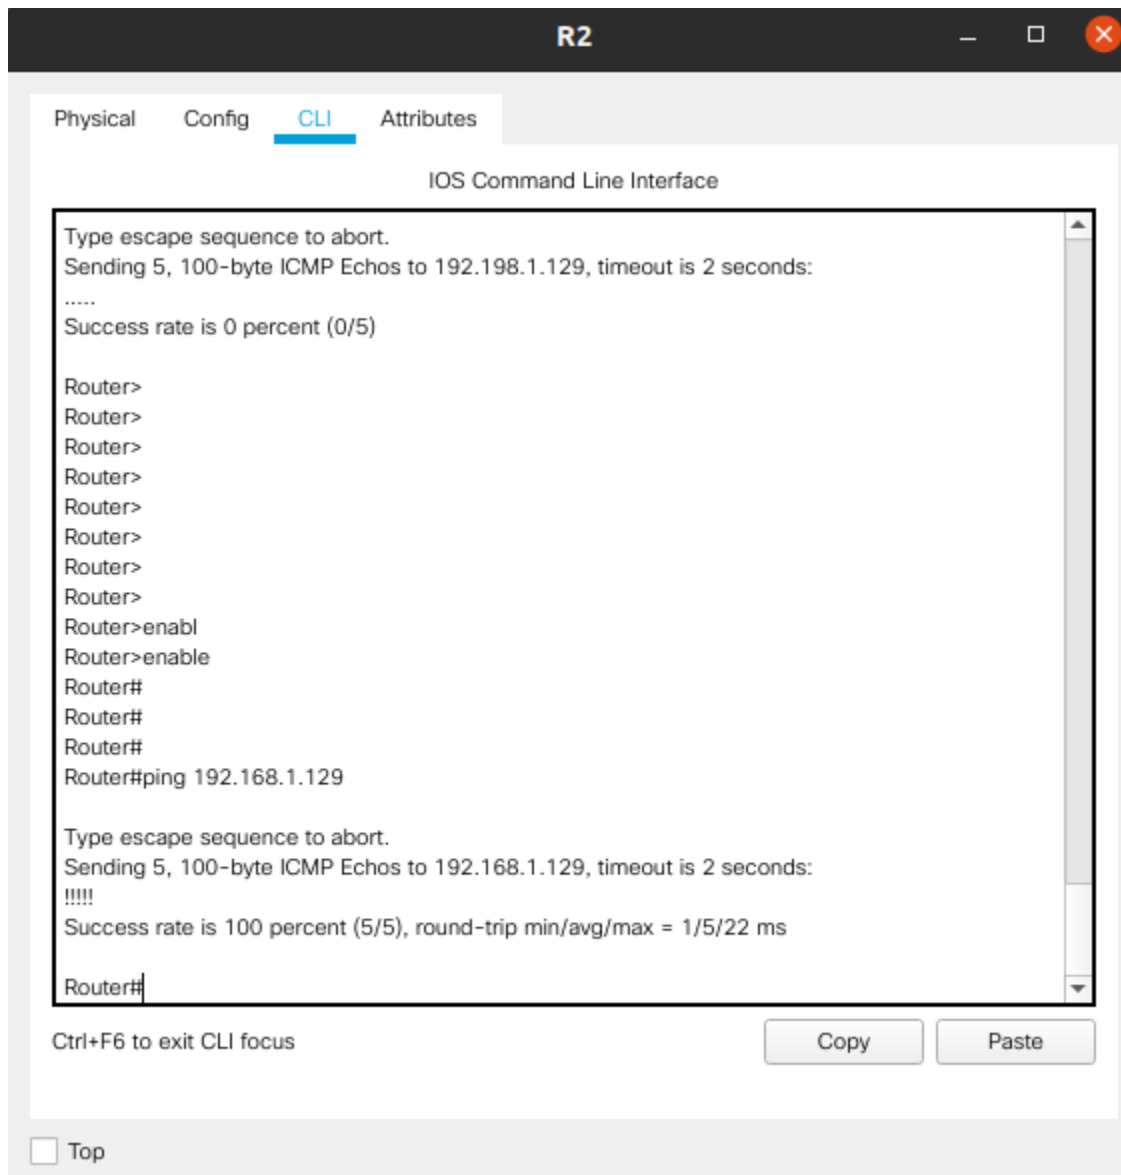 R2
Physical Config CLI Attributes
IOS Command Line Interface
Type escape sequence to abort.
Sending 5, 100-byte ICMP Echos to 192.198.1.129, timeout is 2 seconds:
.....
Success rate is 0 percent (0/5)
Router>
Router>
Router>
Router>
Router>
Router>
Router>
Router>
Router>enabl
Router>enable
Router#
Router#
Router#
Router#ping 192.168.1.129
Type escape sequence to abort.
Sending 5, 100-byte ICMP Echos to 192.168.1.129, timeout is 2 seconds:
!!!!!
Success rate is 100 percent (5/5), round-trip min/avg/max = 1/5/22 ms
Router#
Ctrl+F6 to exit CLI focus Copy Paste
Top